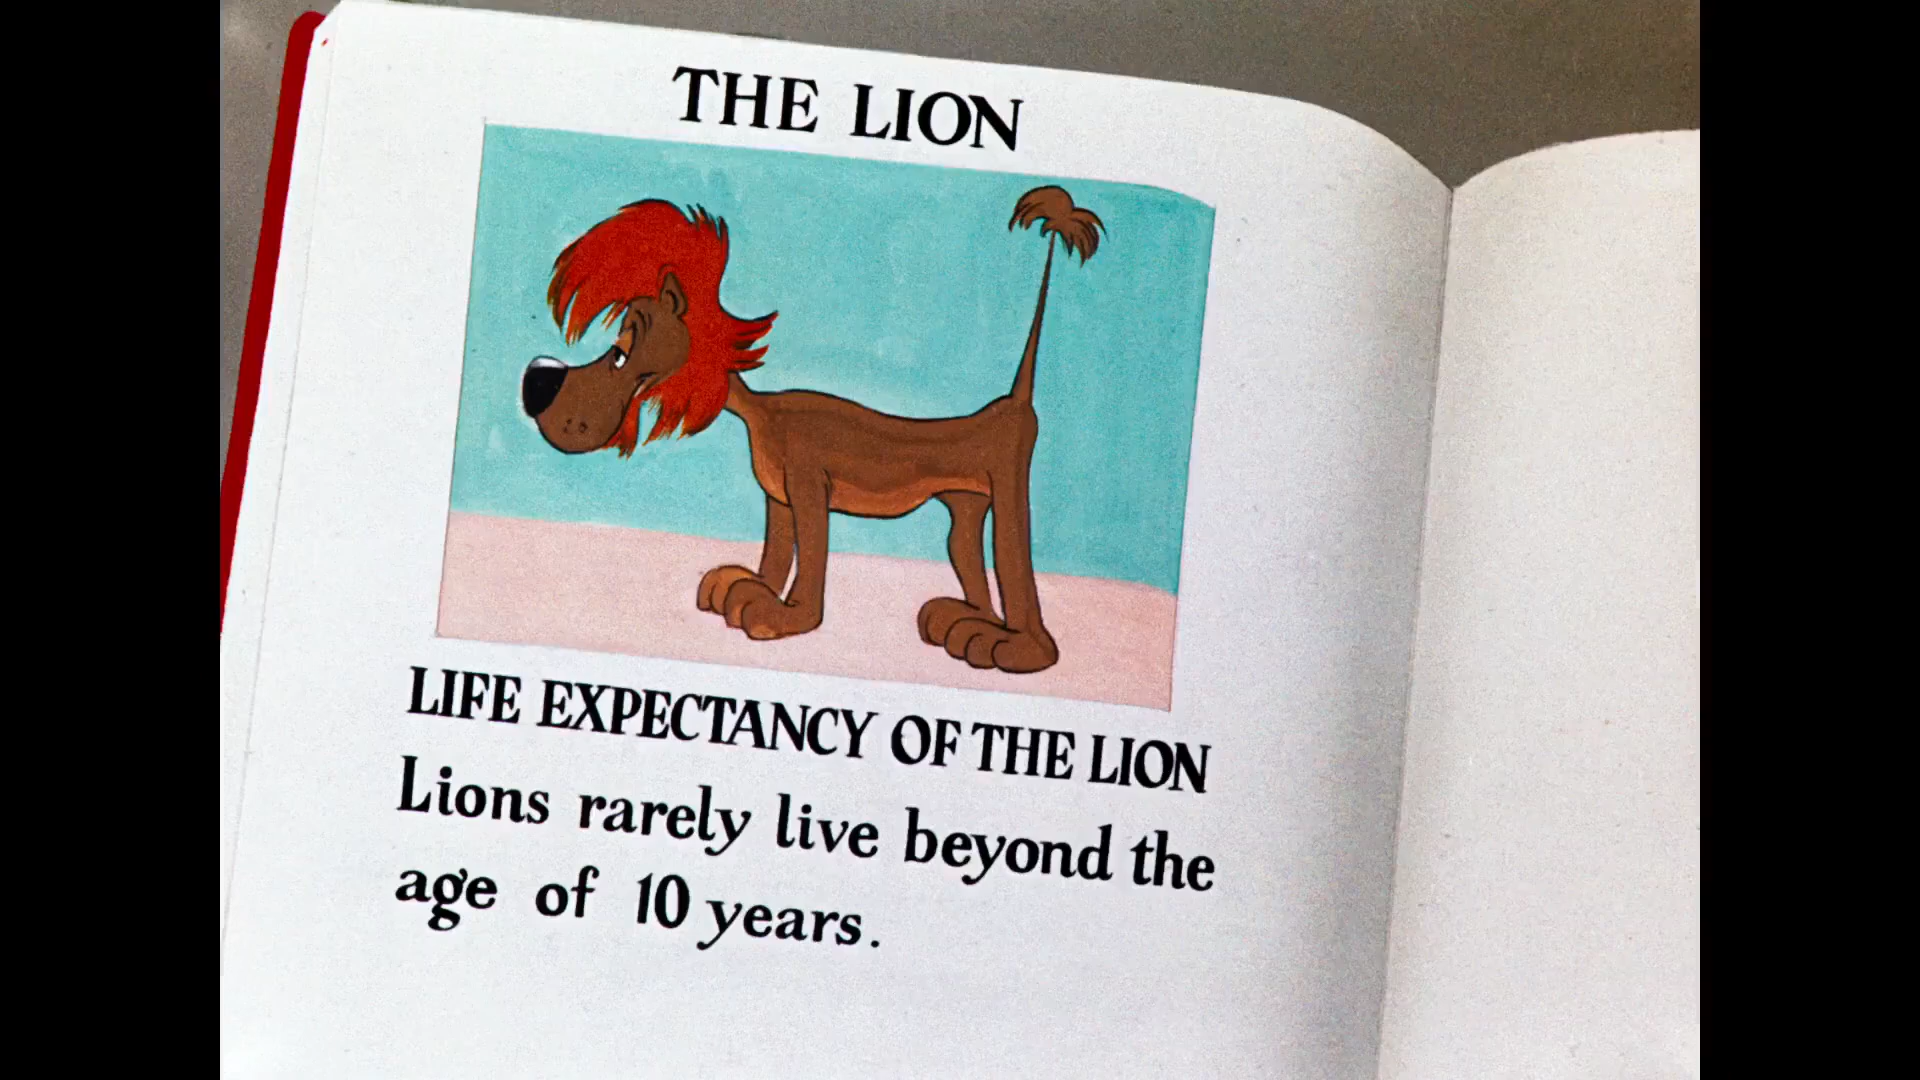 THE LION
LIFE EXPECTANCY OF THE LION
Lions rarely live beyond the
age of 10 years.